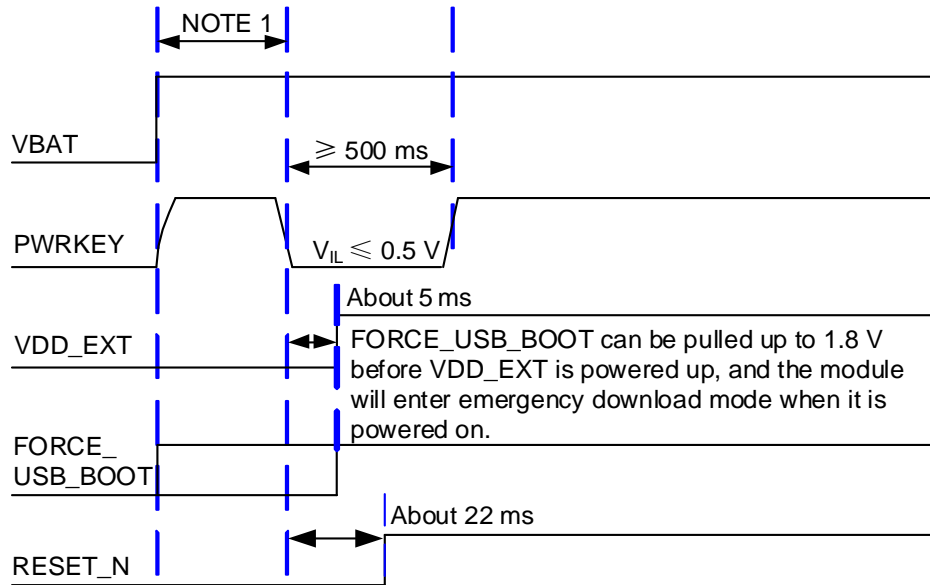 NOTE 1
VBAT
≥ 500 ms
PWRKEY
VIL ≤ 0.5 V
About 5 ms
VDD_EXT
FORCE_USB_BOOT can be pulled up to 1.8 V
before VDD_EXT is powered up, and the module
will enter emergency download mode when it is
powered on.
FORCE_
USB_BOOT
About 22 ms
RESET_N